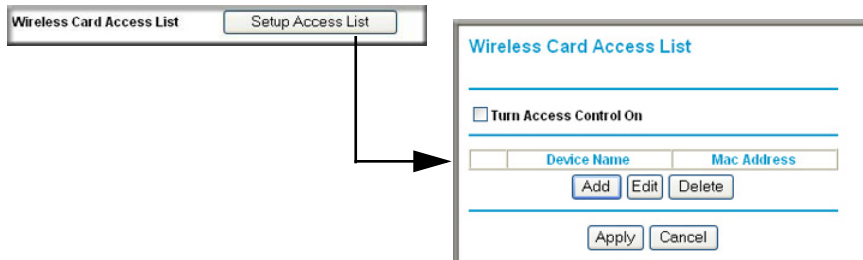 Wireless Card Access List Setup Access List
Wireless Card Access List
Turn Access Control On
Device Name Mac Address
Add Edit Delete
Apply Cancel